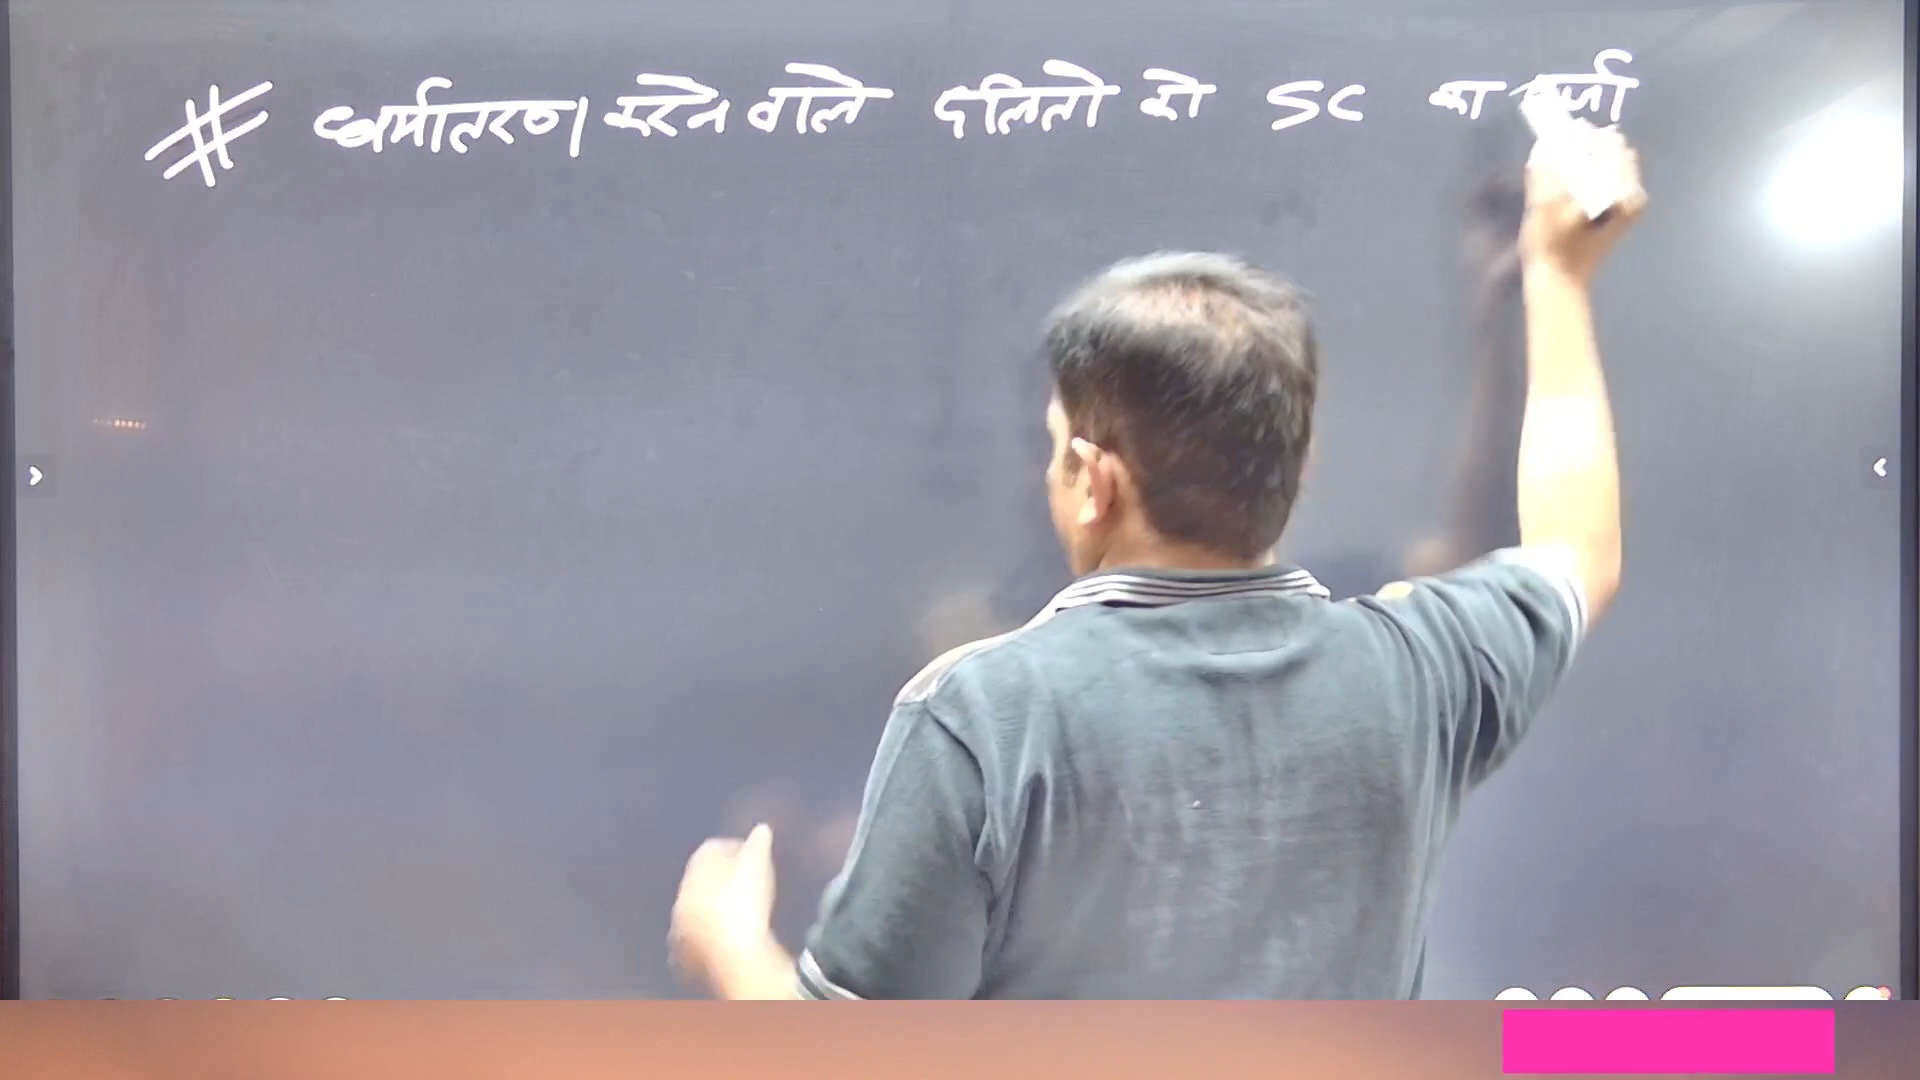 # धर्मातरण करने वाले दलितो को SC का दर्जा